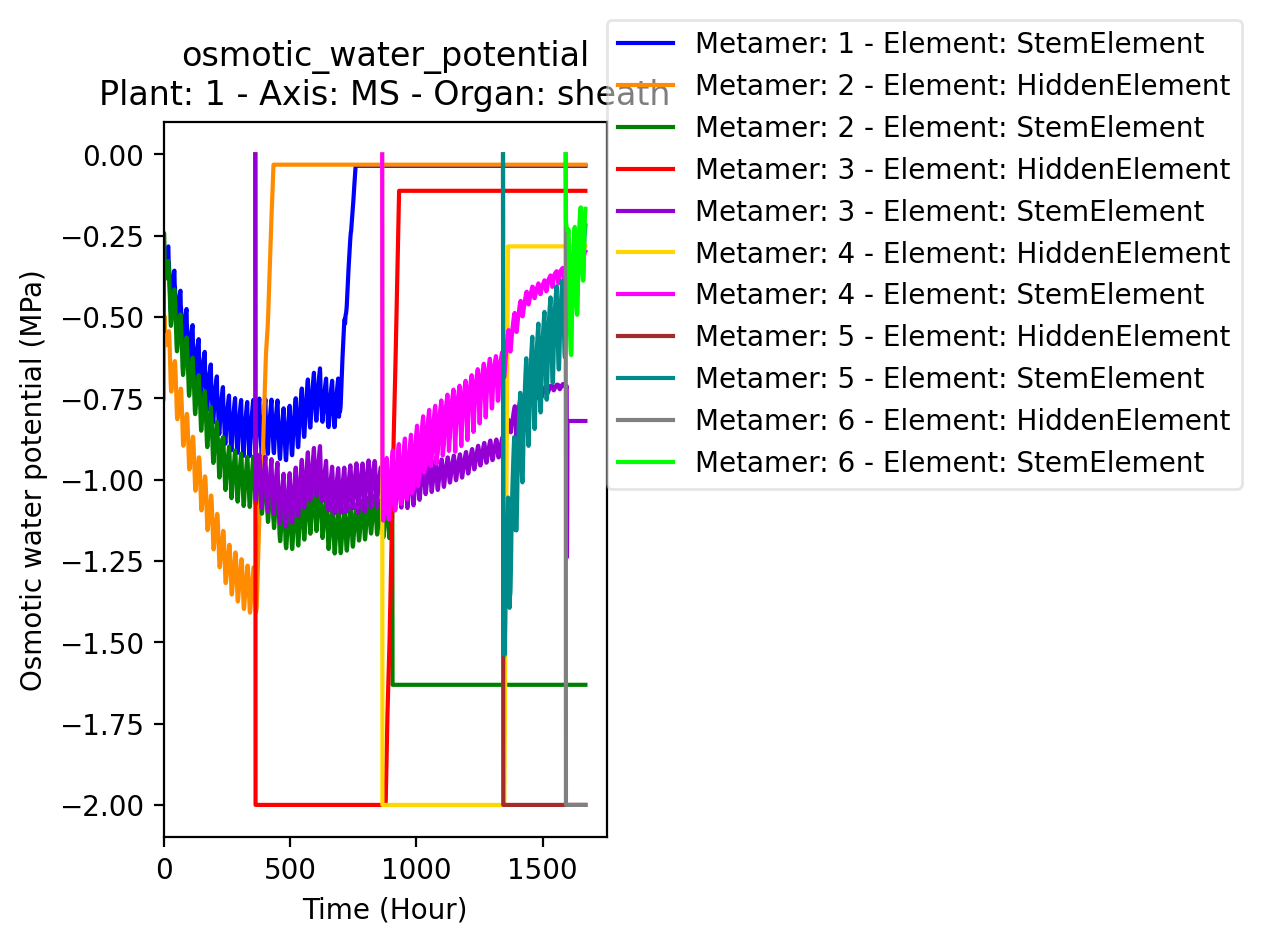 osmotic_water_potential
Plant: 1 - Axis: MS - Organ: sheath
Metamer: 1 - Element: StemElement
Metamer: 2 - Element: HiddenElement
Metamer: 2 - Element: StemElement
Metamer: 3 - Element: HiddenElement
Metamer: 3 - Element: StemElement
Metamer: 4 - Element: HiddenElement
Metamer: 4 - Element: StemElement
Metamer: 5 - Element: HiddenElement
Metamer: 5 - Element: StemElement
Metamer: 6 - Element: HiddenElement
Metamer: 6 - Element: StemElement
Osmotic water potential (MPa)
0.00
−0.25
−0.50
−0.75
−1.00
−1.25
−1.50
−1.75
−2.00
0 500 1000 1500
Time (Hour)